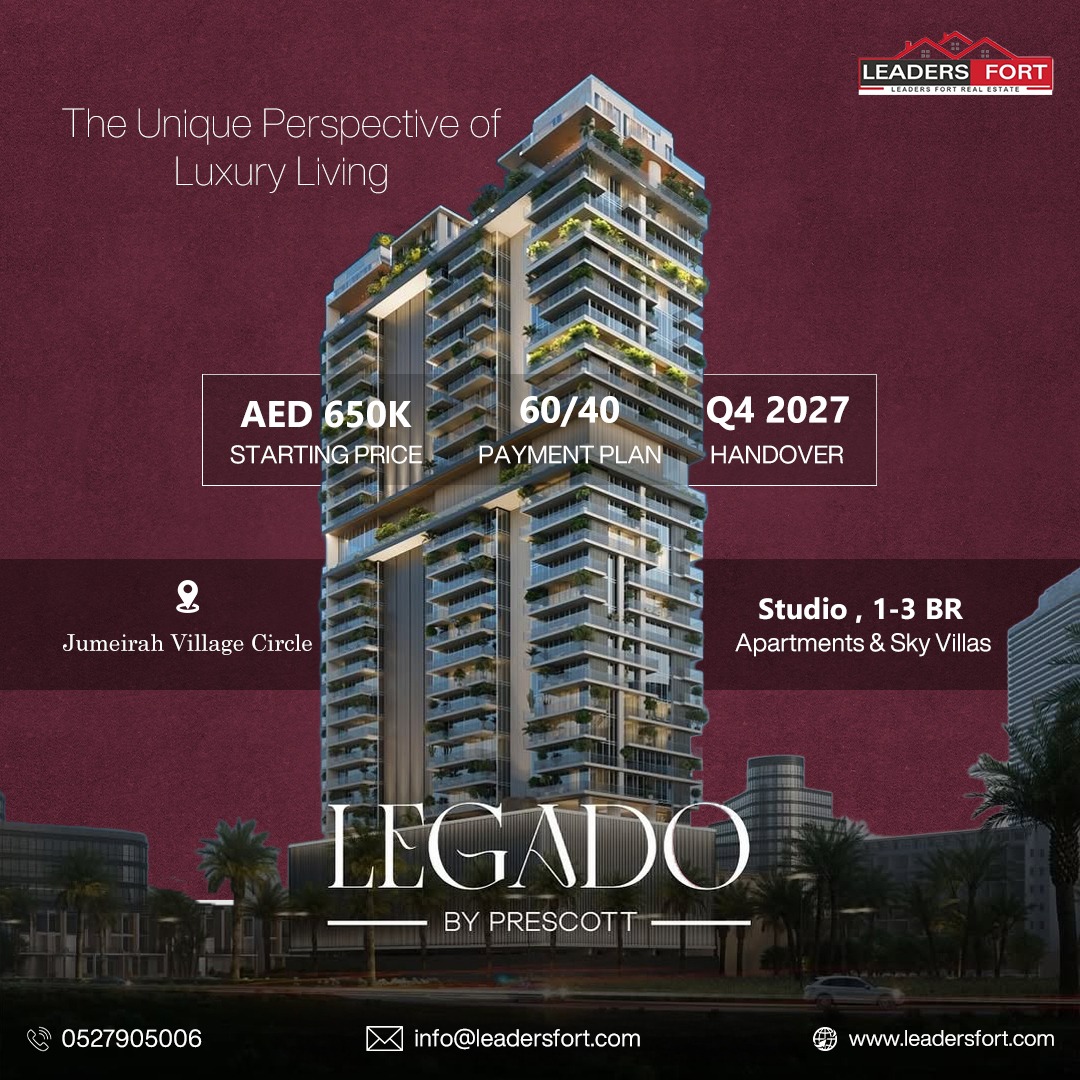 LEADERS FORT
LEADERS FORT REAL ESTATE
The Unique Perspective of
Luxury Living
AED 650K
STARTING PRICE
60/40
PAYMENT PLAN
Q4 2027
HANDOVER
Jumeirah Village Circle
Studio , 1-3 BR
Apartments & Sky Villas
LEGADO
BY PRESCOTT
0527905006
info@leadersfort.com
www.leadersfort.com